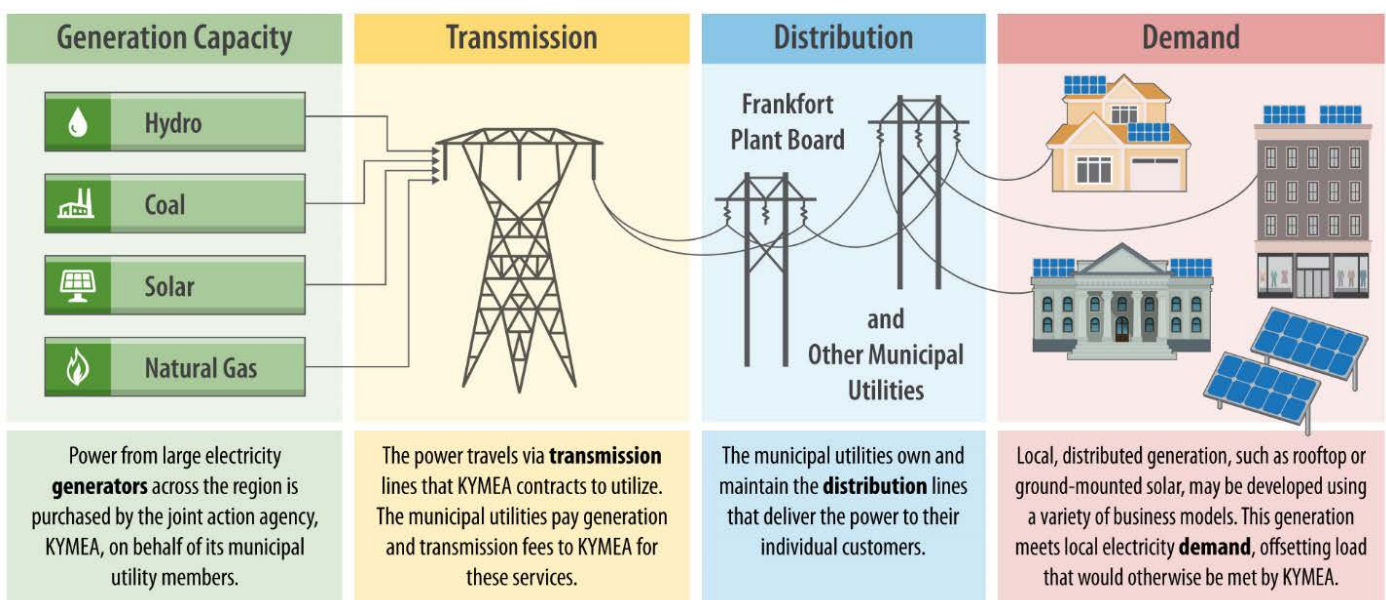 Generation Capacity
Hydro
Coal
Solar
Natural Gas
Power from large electricity
generators across the region is
purchased by the joint action agency,
KYMEA, on behalf of its municipal
utility members.
Transmission
The power travels via transmission
lines that KYMEA contracts to utilize.
The municipal utilities pay generation
and transmission fees to KYMEA for
these services.
Distribution
Frankfort
Plant Board
and
Other Municipal
Utilities
The municipal utilities own and
maintain the distribution lines
that deliver the power to their
individual customers.
Demand
Local, distributed generation, such as rooftop or
ground-mounted solar, may be developed using
a variety of business models. This generation
meets local electricity demand, offsetting load
that would otherwise be met by KYMEA.